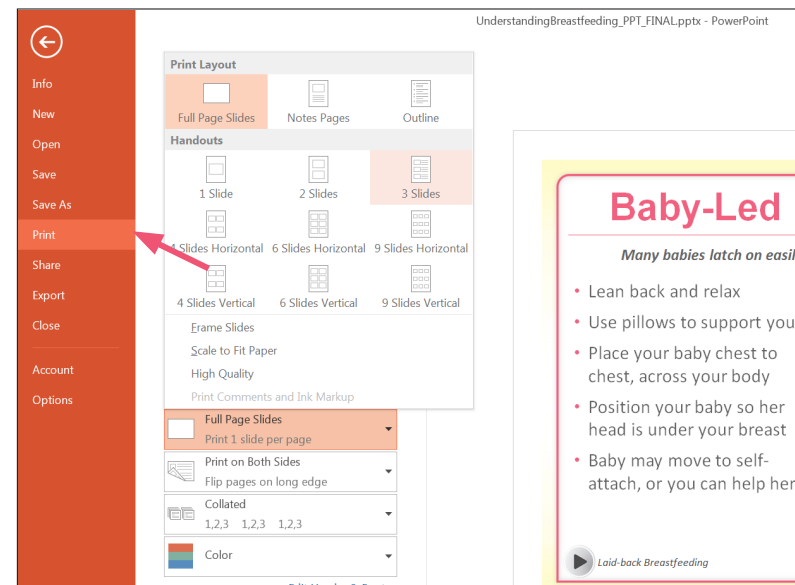 UnderstandingBreastfeeding_PPT_FINAL.pptx - PowerPoint
Info
New
Open
Save
Save As
Print
Share
Export
Close
Account
Options
Print Layout
Full Page Slides Notes Pages Outline
Handouts
1 Slide 2 Slides 3 Slides
Slides Horizontal 6 Slides Horizontal 9 Slides Horizontal
4 Slides Vertical 6 Slides Vertical 9 Slides Vertical
Frame Slides
Scale to Fit Paper
High Quality
Print Comments and Ink Markup
Full Page Slides
Print 1 slide per page
Print on Both Sides
Flip pages on long edge
Collated
1,2,3 1,2,3 1,2,3
Color
Baby-Led
Many babies latch on easil
• Lean back and relax
• Use pillows to support you
• Place your baby chest to
chest, across your body
• Position your baby so her
head is under your breast
• Baby may move to self-
attach, or you can help her
Laid-back Breastfeeding